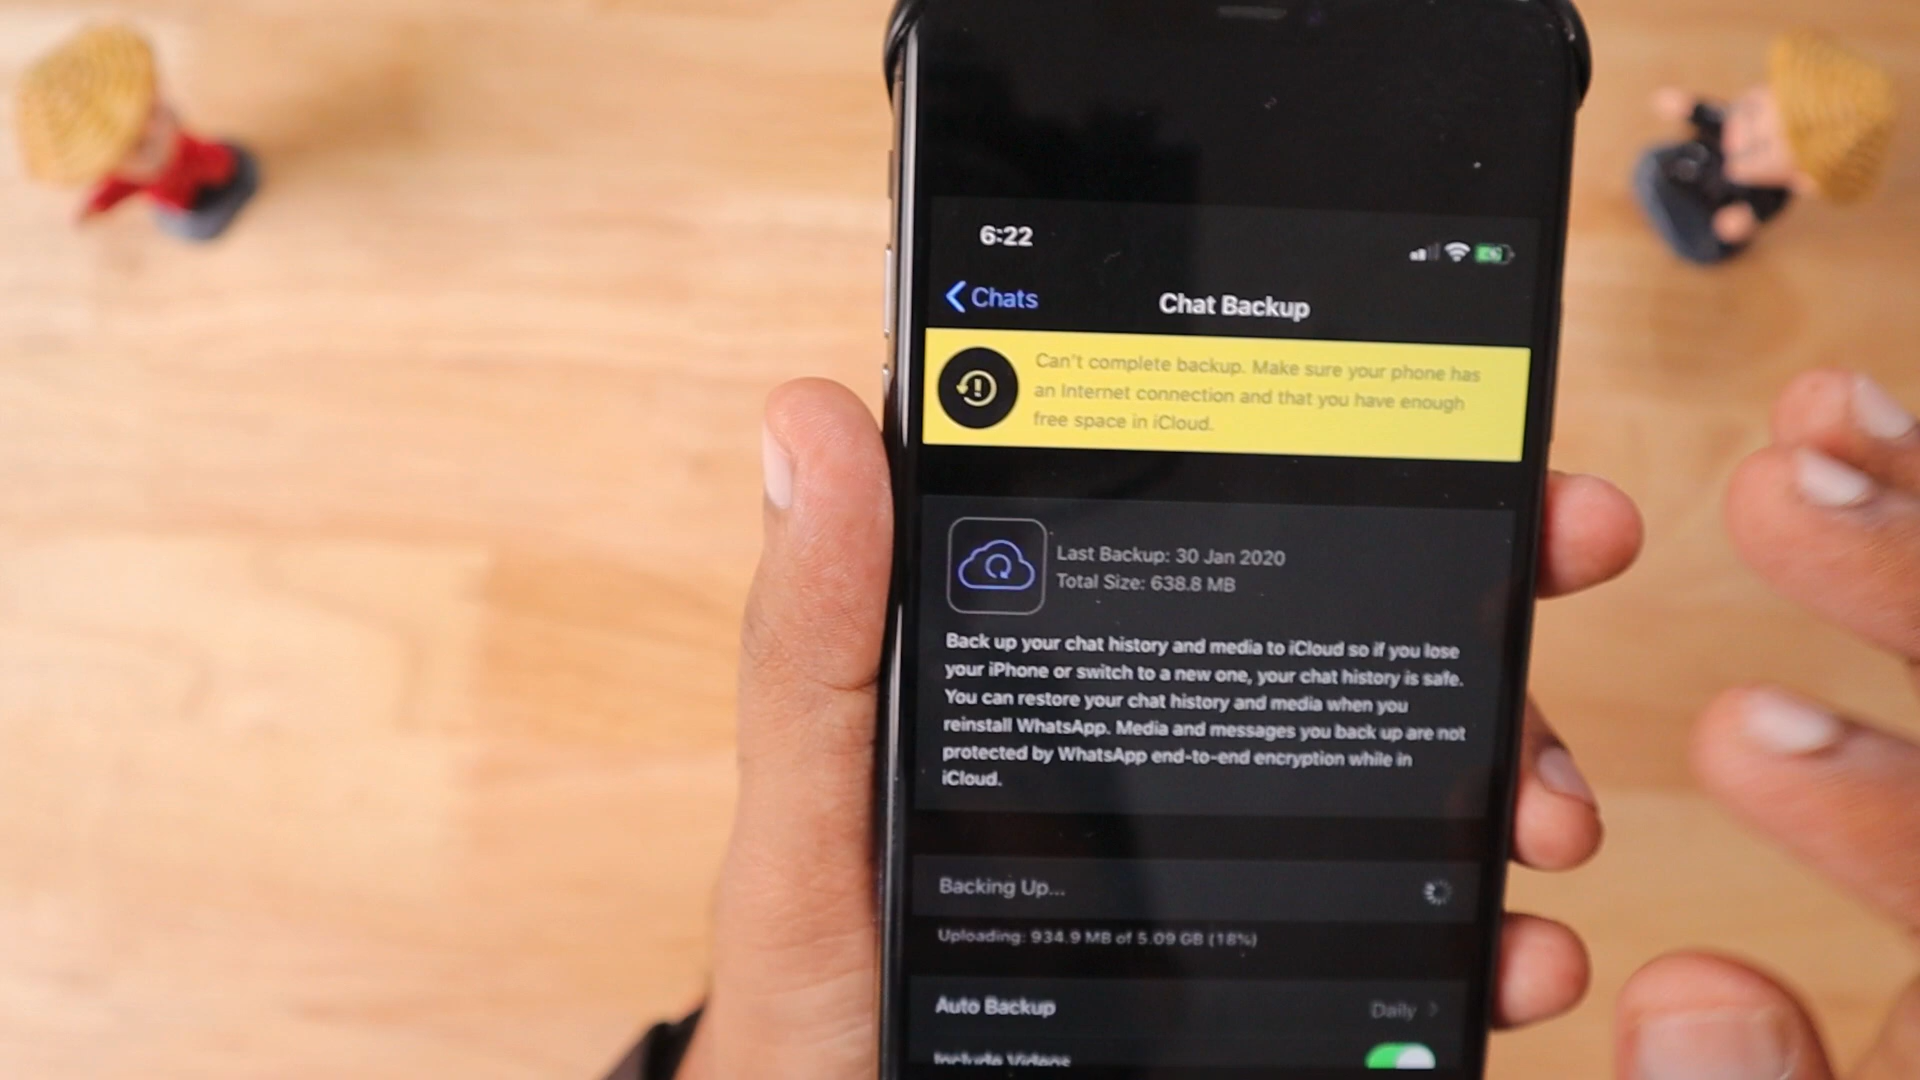 6:22
Chats
Chat Backup
Can't complete backup. Make sure your phone has
an Internet connection and that you have enough
free space in iCloud.
Last Backup: 30 Jan 2020
Total Size: 638.8 MB
Back up your chat history and media to iCloud so if you lose
your iPhone or switch to a new one, your chat history is safe.
You can restore your chat history and media when you
reinstall WhatsApp. Media and messages you back up are not
protected by WhatsApp end-to-end encryption while in
iCloud.
Backing Up...
Uploading: 934.9 MB of 5.09 GB (18%)
Auto Backup
Daily
Include Videos